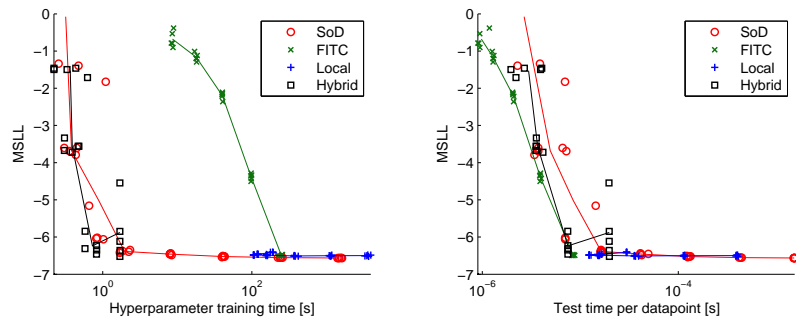 0
−1
−2
−3
−4
−5
−6
−7
MSLL
10^0
10^2
Hyperparameter training time [s]
SoD
FITC
Local
Hybrid
0
−1
−2
−3
−4
−5
−6
−7
MSLL
10^−6
10^−4
Test time per datapoint [s]
SoD
FITC
Local
Hybrid